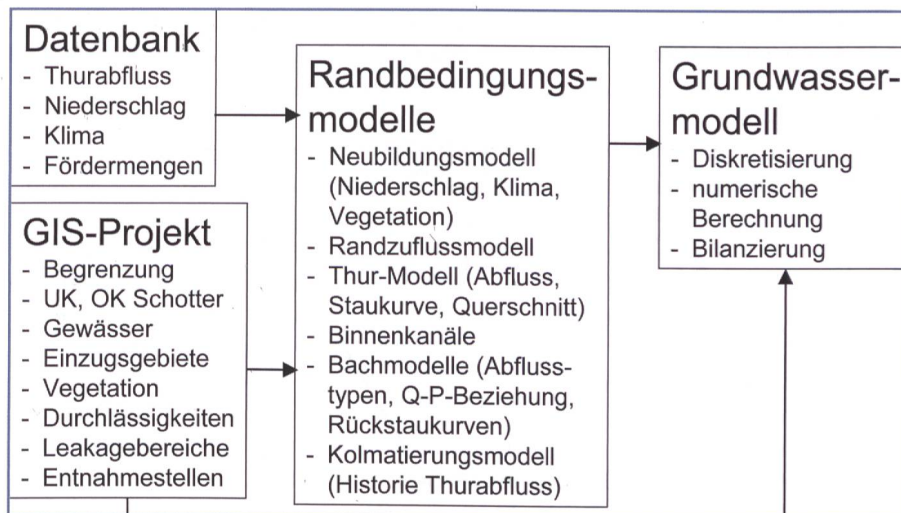 Datenbank
- Thurabfluss
- Niederschlag
- Klima
- Fördermengen
GIS-Projekt
- Begrenzung
- UK, OK Schotter
- Gewässer
- Einzugsgebiete
- Vegetation
- Durchlässigkeiten
- Leakagebereiche
- Entnahmestellen
Randbedingungs-
modelle
- Neubildungsmodell
(Niederschlag, Klima,
Vegetation)
- Randzuflussmodell
- Thur-Modell (Abfluss,
Staukurve, Querschnitt)
- Binnenkanäle
- Bachmodelle (Abfluss-
typen, Q-P-Beziehung,
Rückstaukurven)
- Kolmatierungsmodell
(Historie Thurabfluss)
Grundwasser-
modell
- Diskretisierung
- numerische
Berechnung
- Bilanzierung